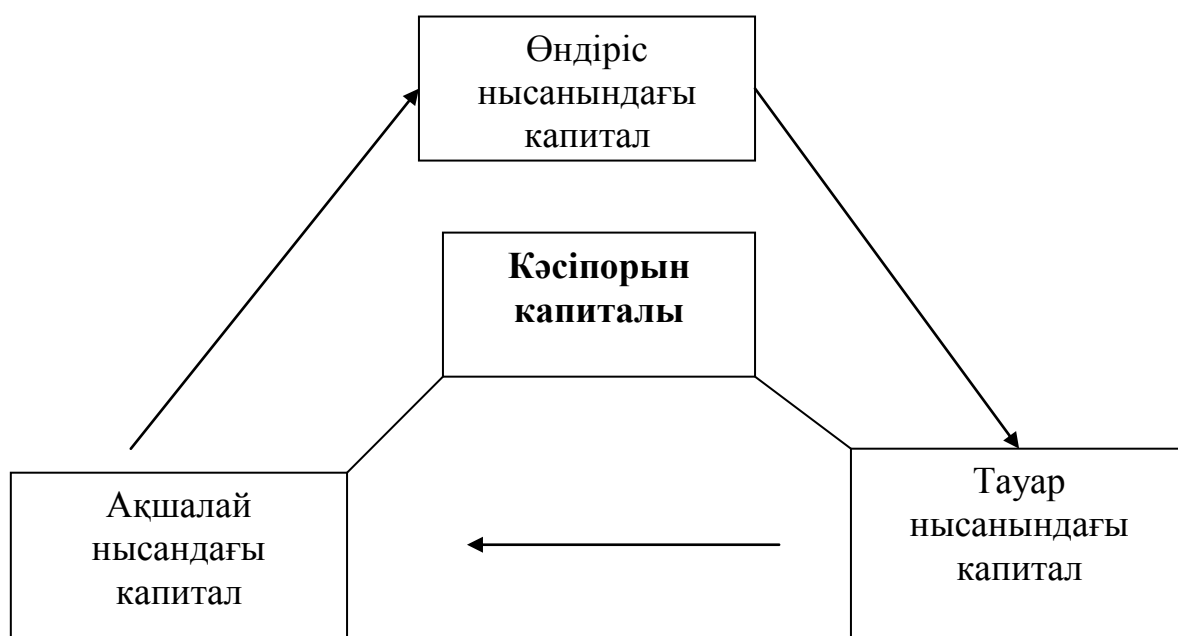 Өндіріс
нысанындағы
капитал
Кәсіпорын
капиталы
Ақшалай
нысандағы
капитал
Тауар
нысанындағы
капитал